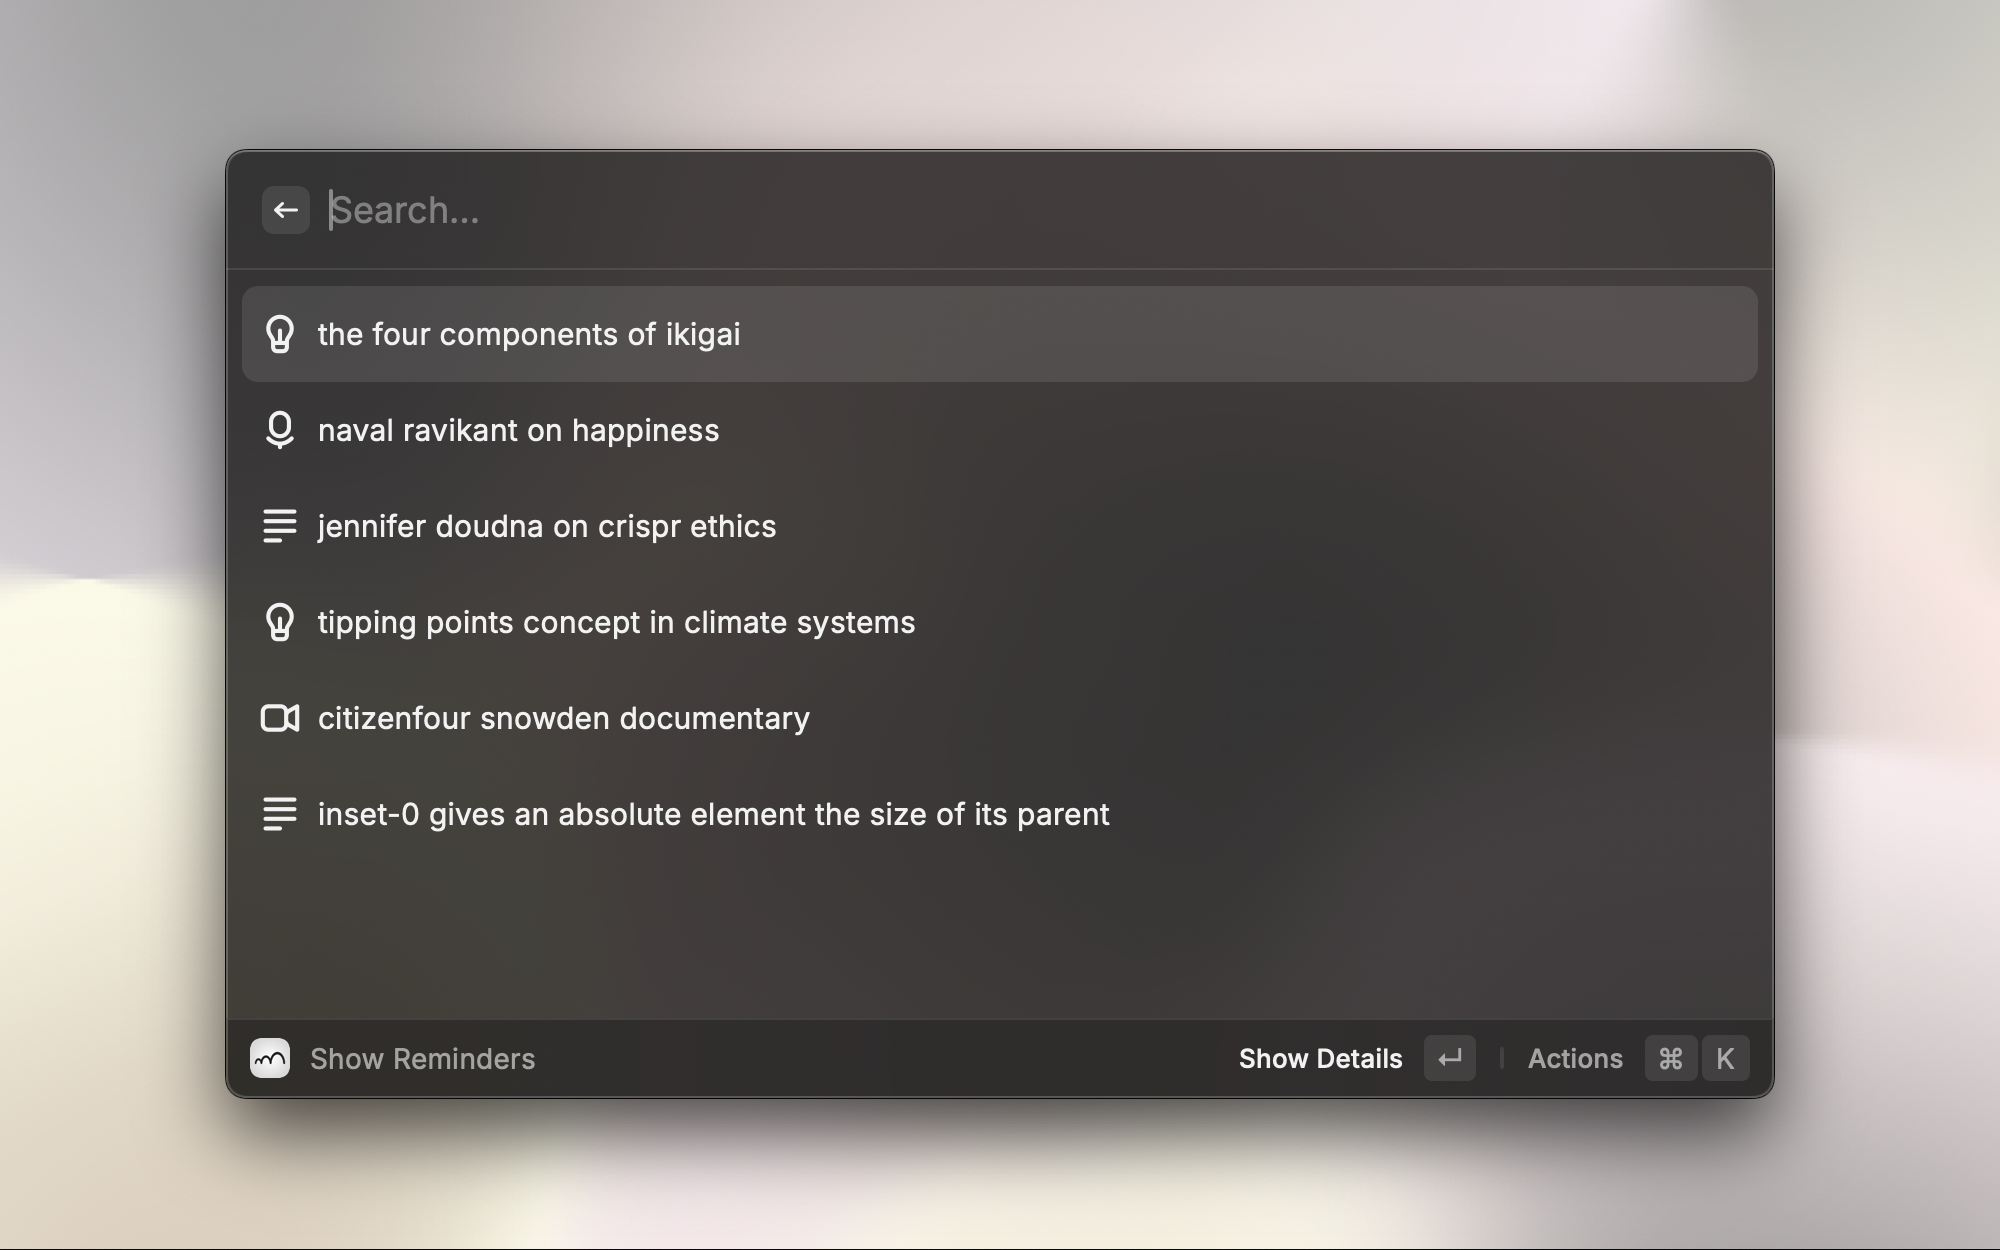 Search...
the four components of ikigai
naval ravikant on happiness
jennifer doudna on crispr ethics
tipping points concept in climate systems
citizenfour snowden documentary
inset-0 gives an absolute element the size of its parent
Show Reminders
Show Details ↵ Actions ⌘ K